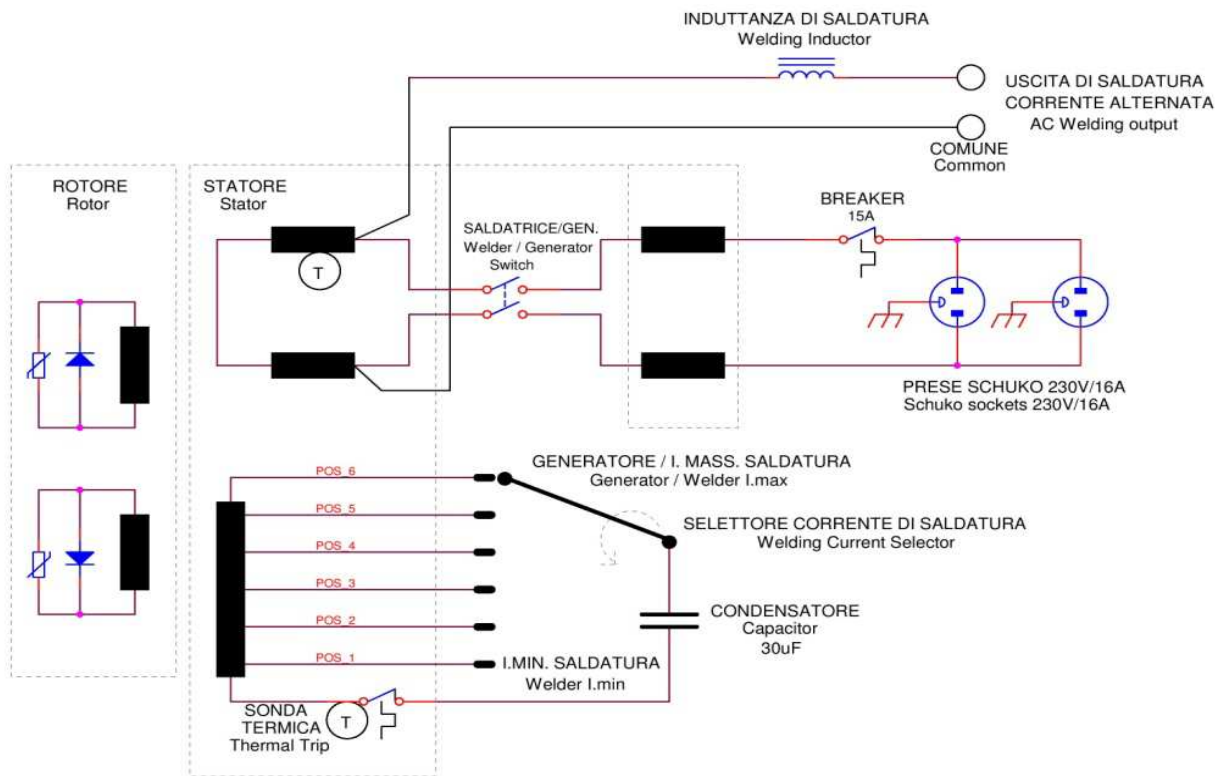 INDUTTANZA DI SALDATURA
Welding Inductor
USCITA DI SALDATURA
CORRENTE ALTERNATA
AC Welding output
COMUNE
Common
ROTORE
Rotor
STATORE
Stator
T
SALDATRICE/GEN.
Welder / Generator
Switch
BREAKER
15A
PRESE SCHUKO 230V/16A
Schuko sockets 230V/16A
POS_6
POS_5
POS_4
POS_3
POS_2
POS_1
GENERATORE / I. MASS. SALDATURA
Generator / Welder I.max
SELETTORE CORRENTE DI SALDATURA
Welding Current Selector
CONDENSATORE
Capacitor
30uF
I.MIN. SALDATURA
Welder I.min
SONDA
TERMICA
Thermal Trip
T